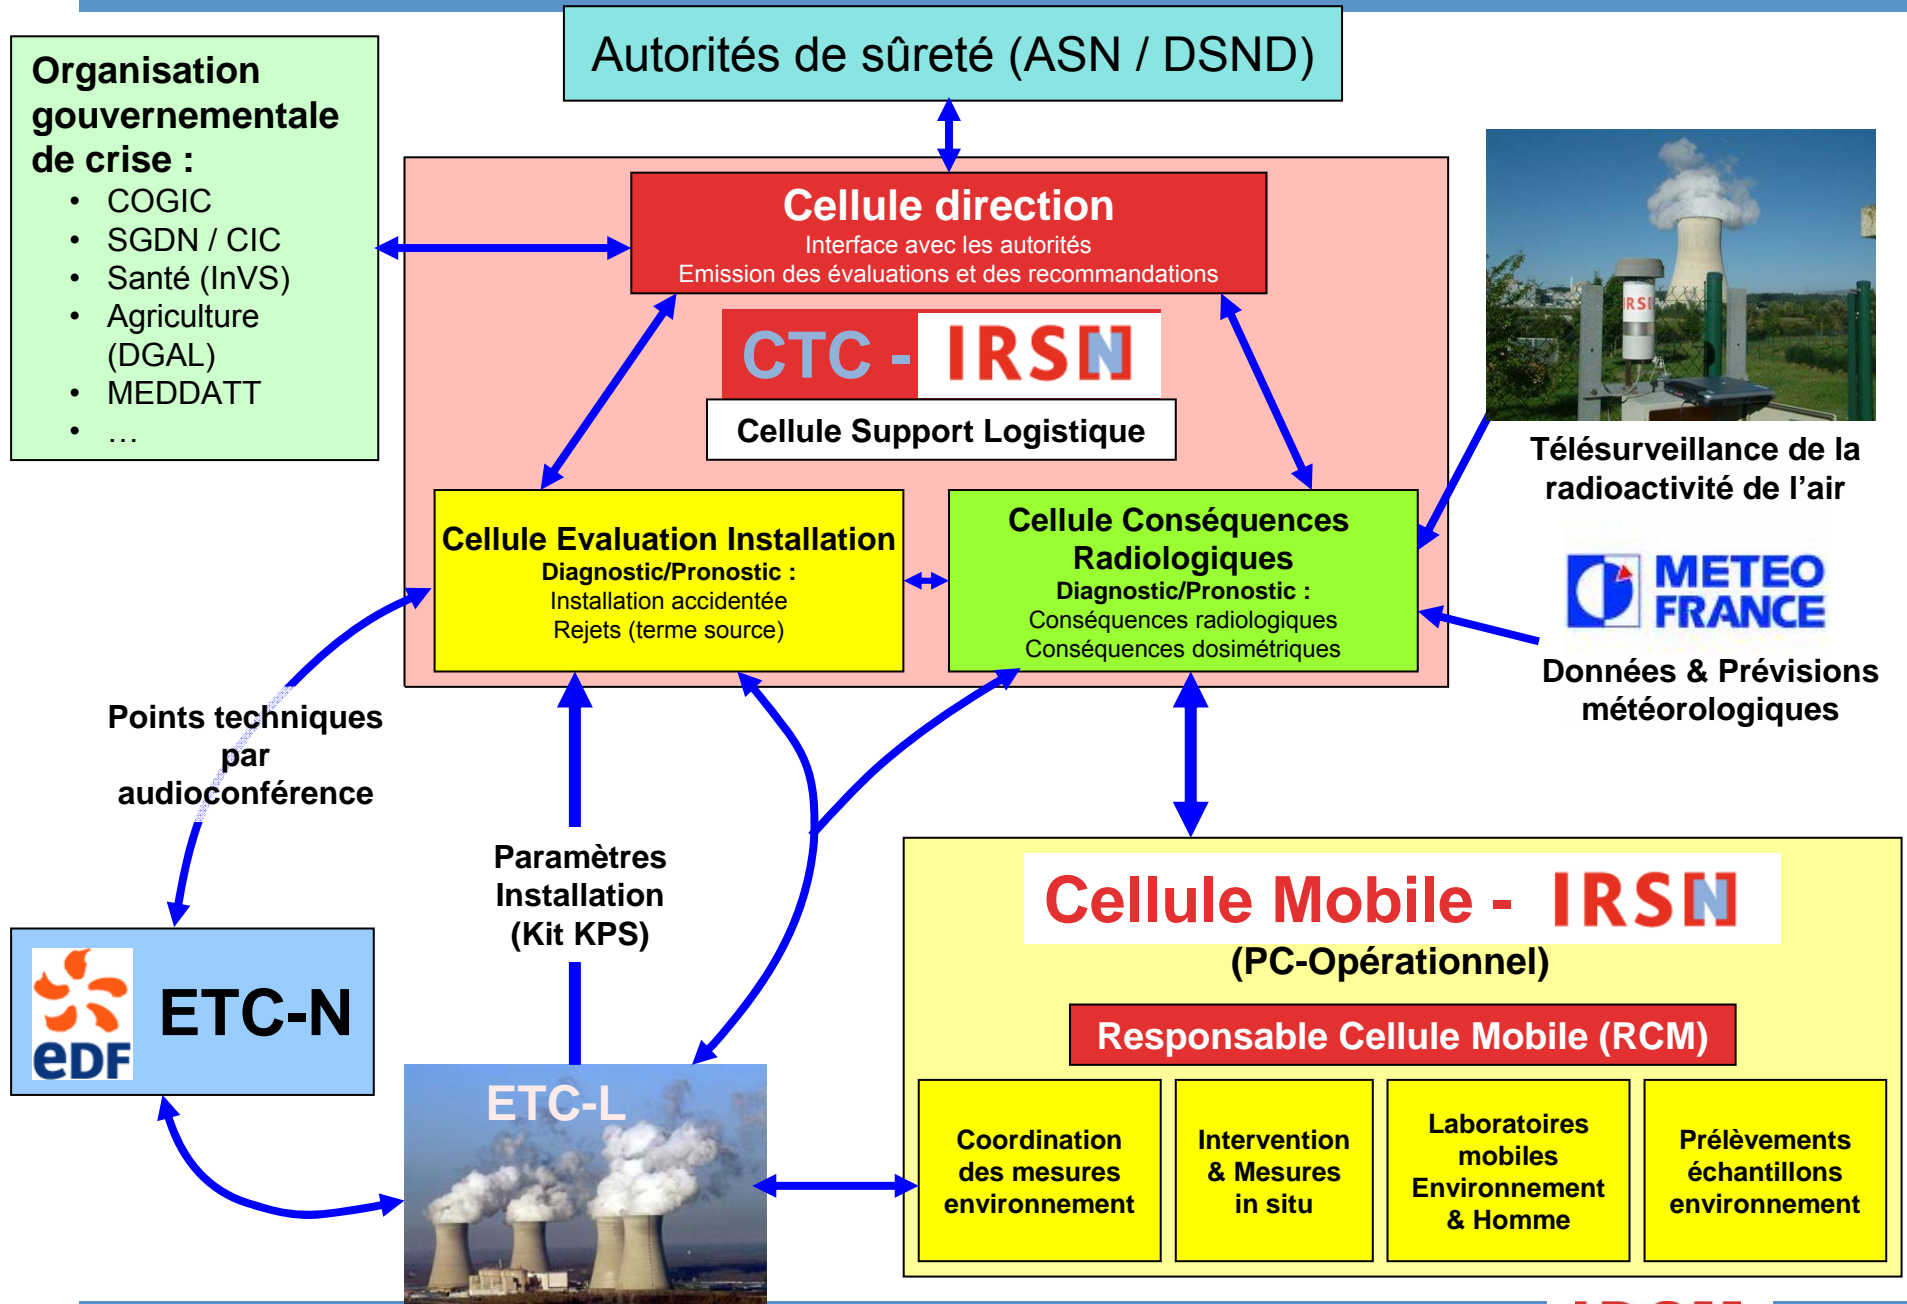 Autorités de sûreté (ASN / DSND)
Organisation
gouvernementale
de crise :
• COGIC
• SGDN / CIC
• Santé (InVS)
• Agriculture
(DGAL)
• MEDDATT
• …
Cellule direction
Interface avec les autorités
Emission des évaluations et des recommandations
CTC - IRSN
Cellule Support Logistique
Cellule Evaluation Installation
Diagnostic/Pronostic :
Installation accidentée
Rejets (terme source)
Cellule Conséquences
Radiologiques
Diagnostic/Pronostic :
Conséquences radiologiques
Conséquences dosimétriques
IRSN
Télésurveillance de la
radioactivité de l’air
METEO
FRANCE
Données & Prévisions
météorologiques
Points techniques
par
audioconférence
Paramètres
Installation
(Kit KPS)
eDF
ETC-N
ETC-L
Cellule Mobile - IRSN
(PC-Opérationnel)
Responsable Cellule Mobile (RCM)
Coordination
des mesures
environnement
Intervention
& Mesures
in situ
Laboratoires
mobiles
Environnement
& Homme
Prélèvements
échantillons
environnement